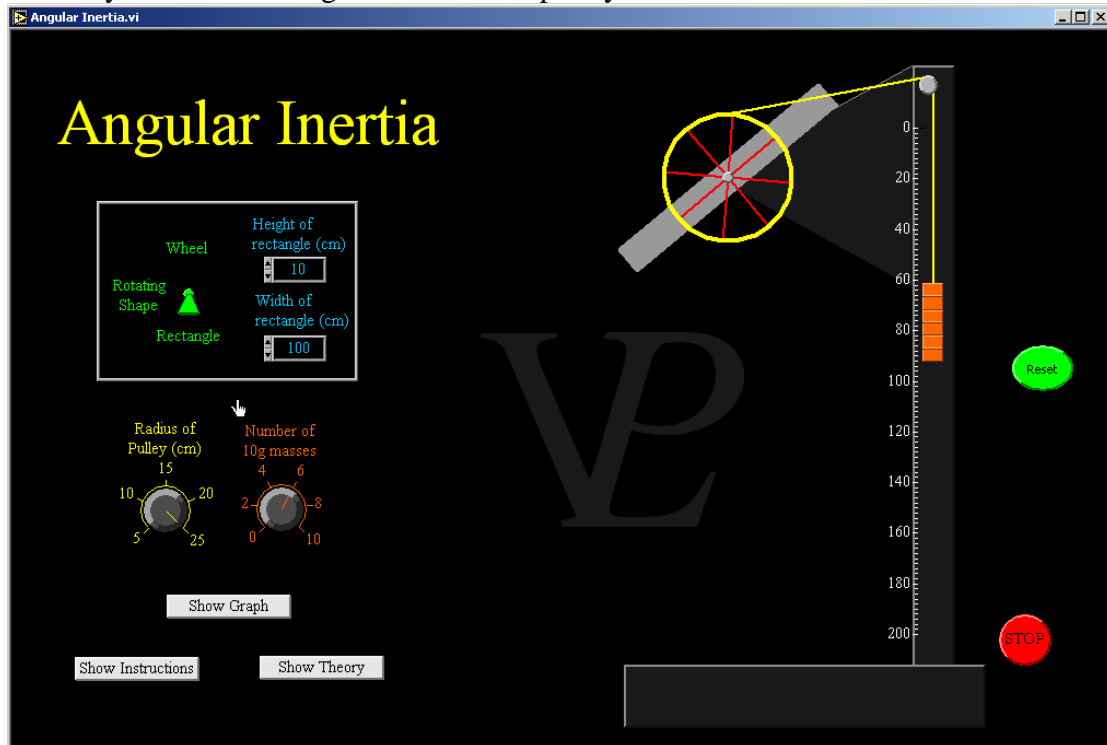 Angular Inertia.vi
Angular Inertia
Wheel
Rotating
Shape
Rectangle
Height of
rectangle (cm)
10
Width of
rectangle (cm)
100
Radius of
Pulley (cm)
15
10
20
5
25
Number of
10g masses
4
6
2
8
0
10
Show Graph
Show Instructions
Show Theory
VPL
0
20
40
60
80
100
120
140
160
180
200
Reset
STOP